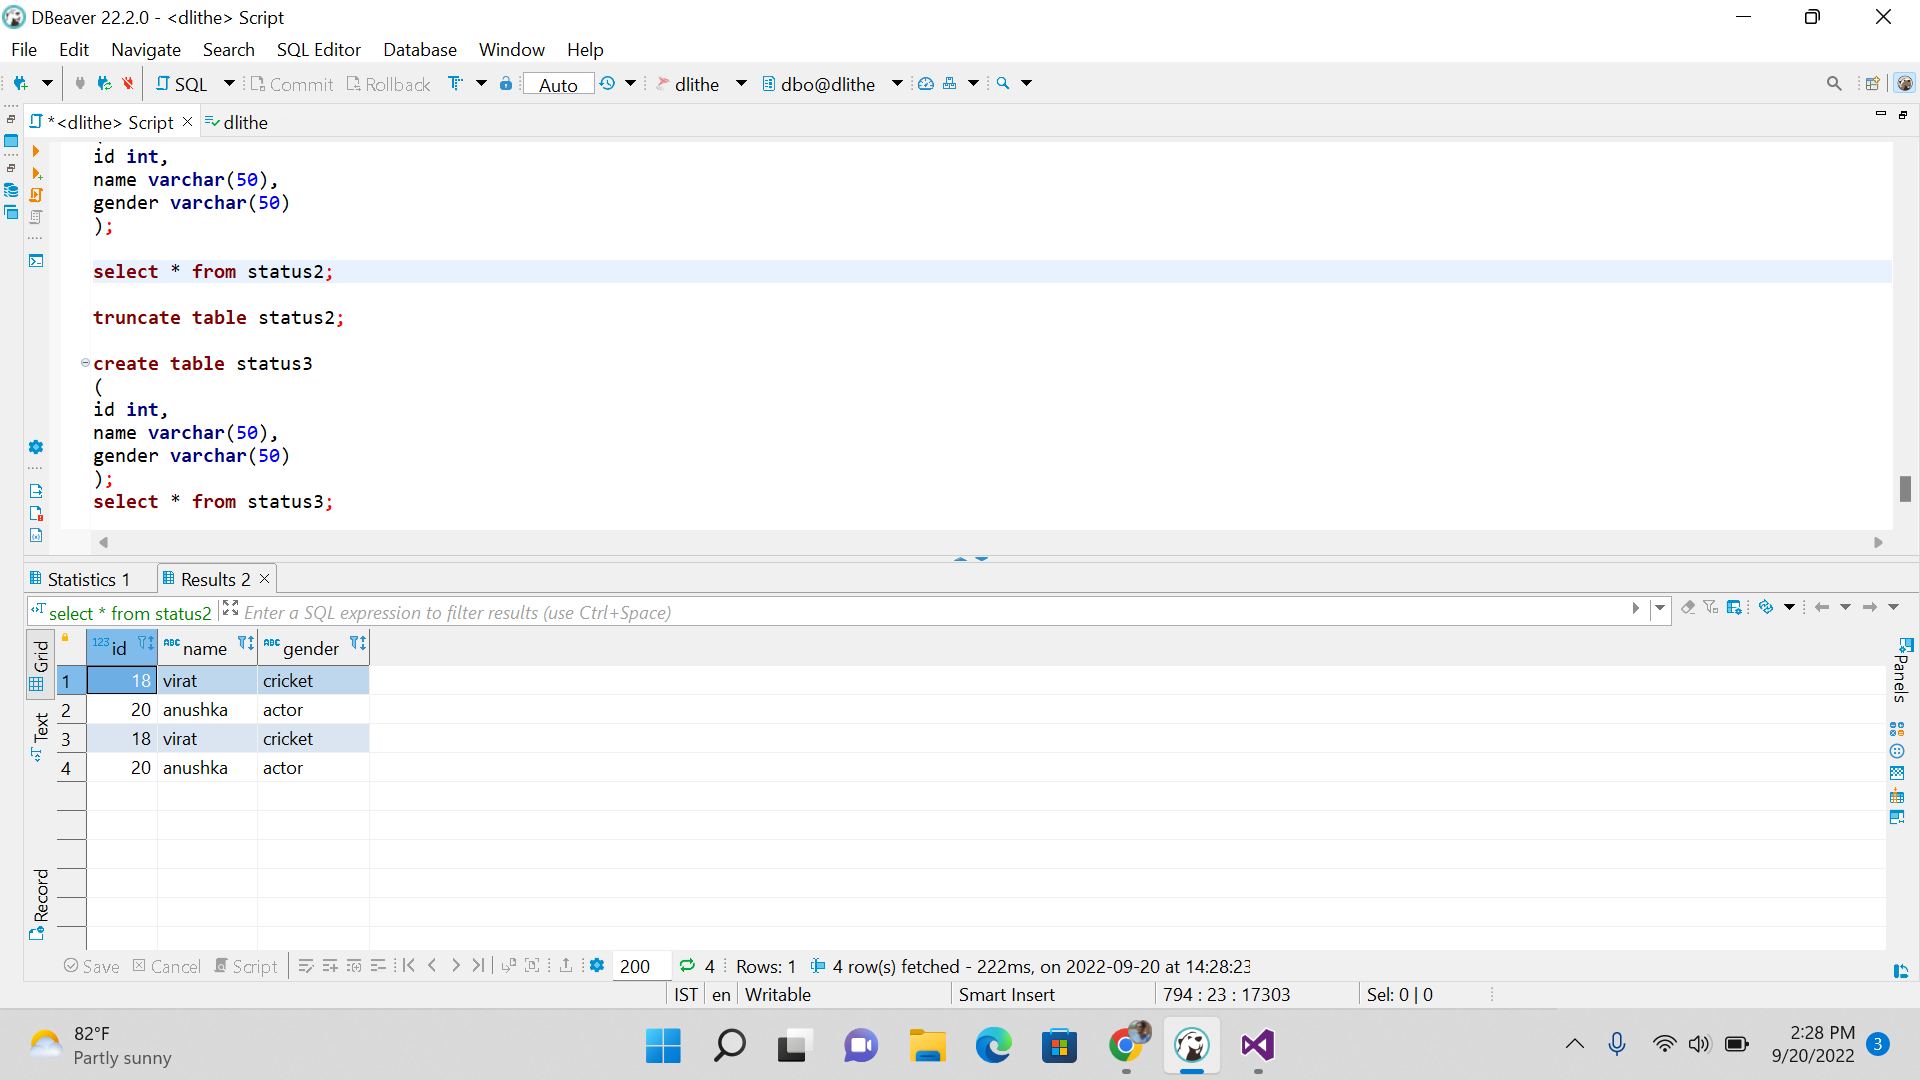 DBeaver 22.2.0 - <dlithe> Script
File Edit Navigate Search SQL Editor Database Window Help
SQL Commit Rollback Auto dlithe dbo@dlithe
*<dlithe> Script dlithe
id int,
name varchar(50),
gender varchar(50)
);
select * from status2;
truncate table status2;
create table status3
(
id int,
name varchar(50),
gender varchar(50)
);
select * from status3;
Statistics 1 Results 2
select * from status2 Enter a SQL expression to filter results (use Ctrl+Space)
Grid
Text
Record
Panels
123 id ABC name ABC gender
1 18 virat cricket
2 20 anushka actor
3 18 virat cricket
4 20 anushka actor
Save Cancel Script 200 4 Rows: 1 4 row(s) fetched - 222ms, on 2022-09-20 at 14:28:23
IST en Writable Smart Insert 794 : 23 : 17303 Sel: 0 | 0
82°F
Partly sunny
2:28 PM
9/20/2022
3